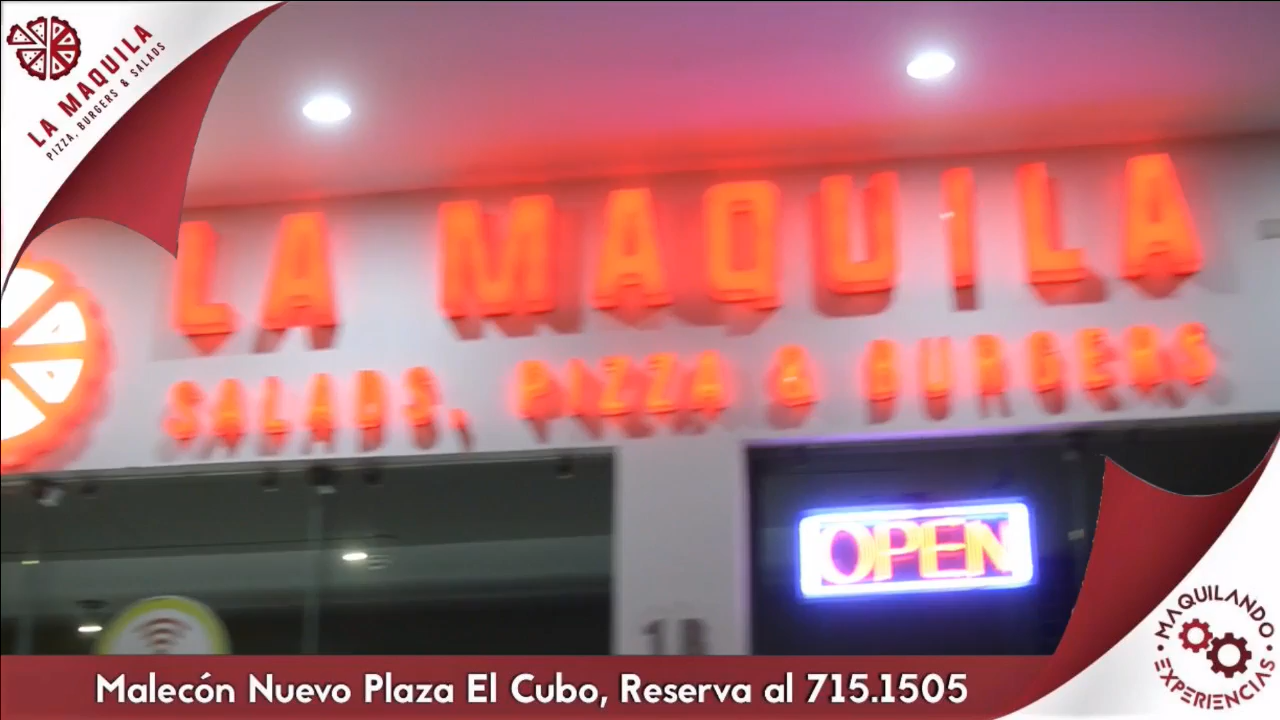 LA MAQUILA
PIZZA, BURGERS & SALADS
LA MAQUILA
SALADS, PIZZA & BURGERS
OPEN
18
Malecón Nuevo Plaza El Cubo, Reserva al 715.1505
MAQUILANDO
EXPERIENCIAS